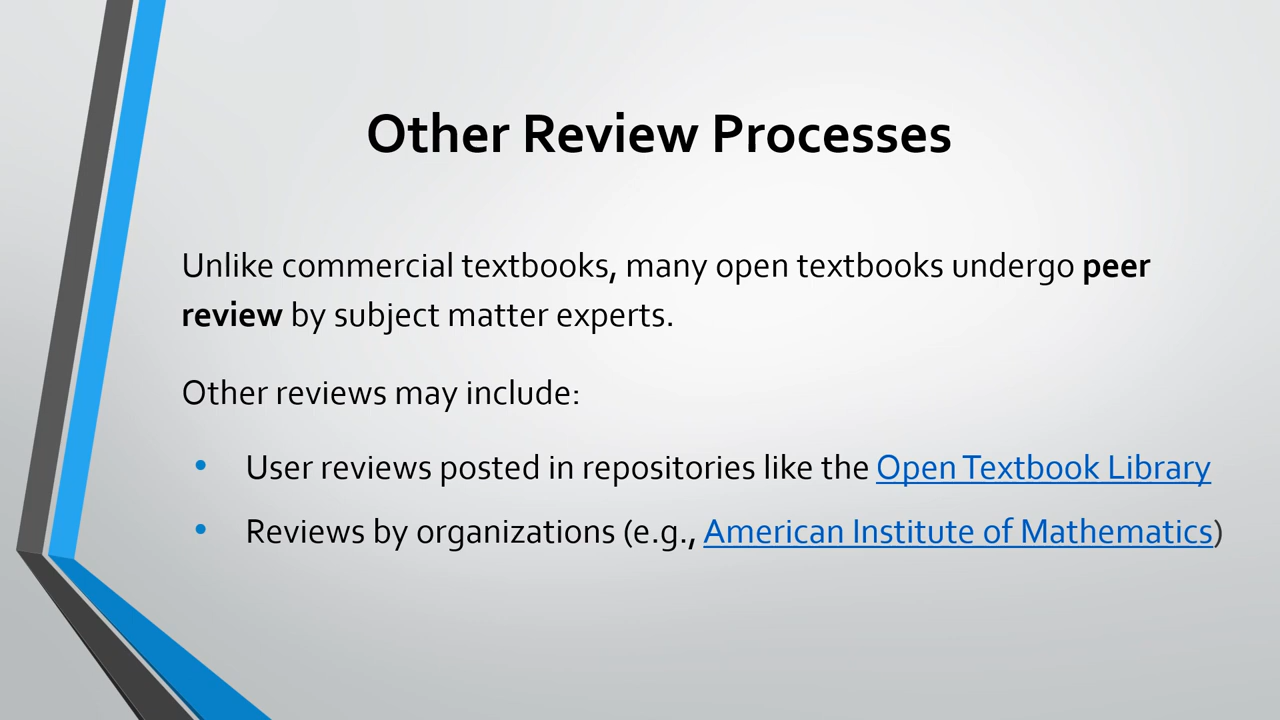 Other Review Processes
Unlike commercial textbooks, many open textbooks undergo peer
review by subject matter experts.
Other reviews may include:
• User reviews posted in repositories like the Open Textbook Library
• Reviews by organizations (e.g., American Institute of Mathematics)